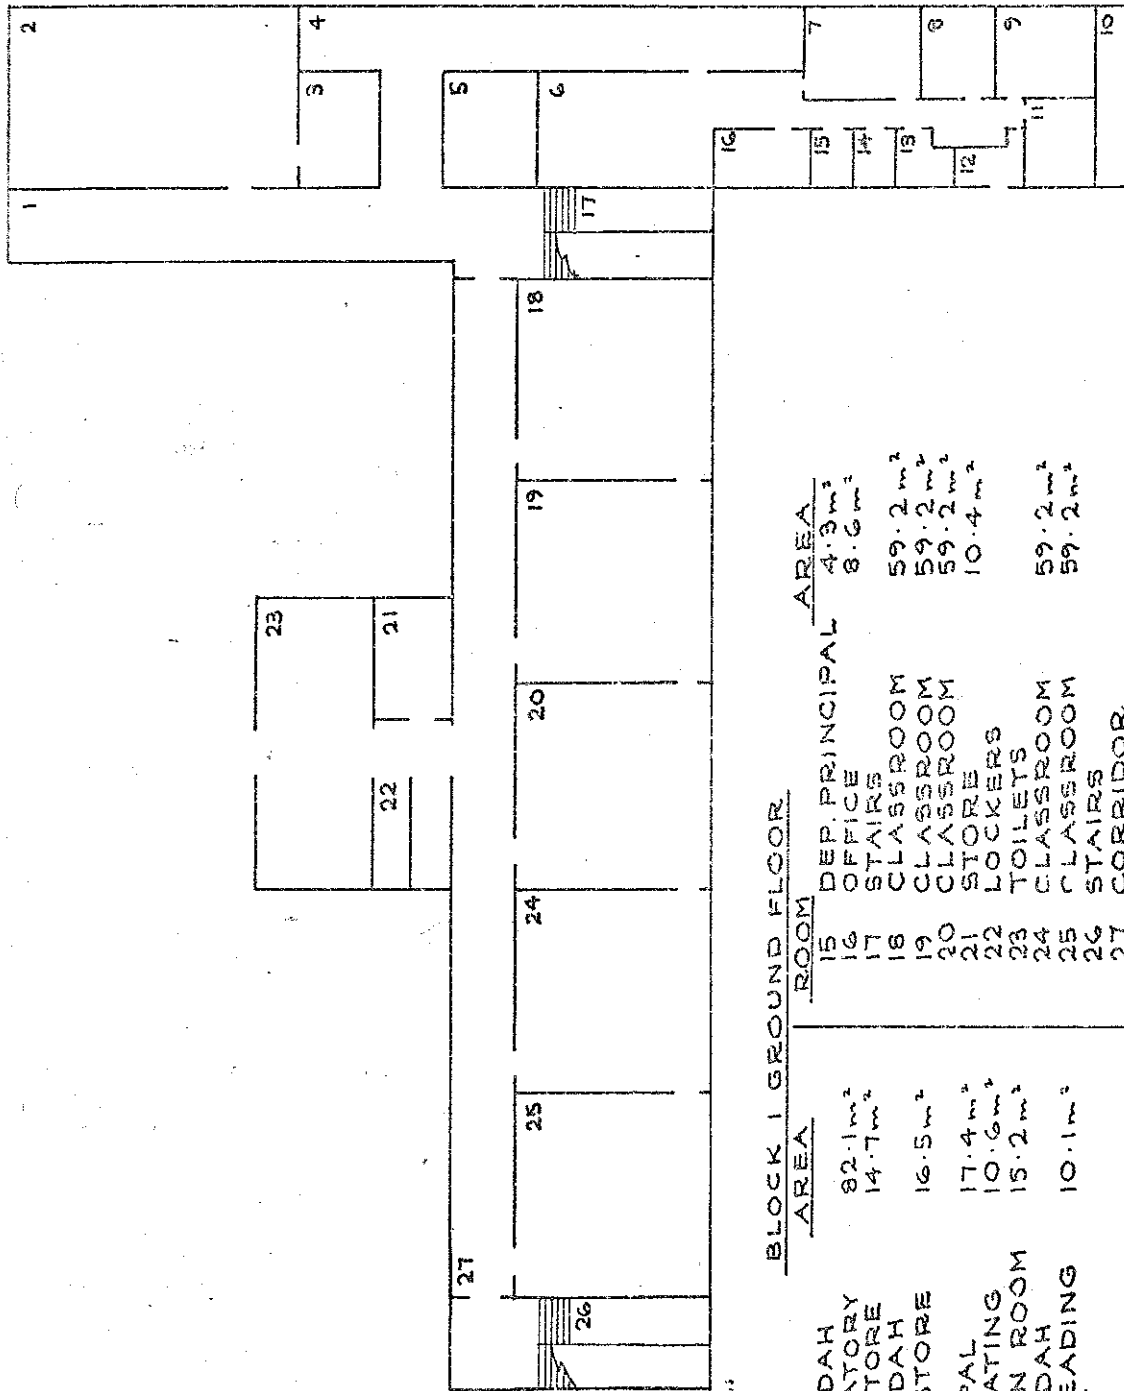 1
2
3
4
5
6
7
8
9
10
11
12
13
14
15
16
17
18
19
20
21
22
23
24
25
26
27
BLOCK 1 GROUND FLOOR
AREA
DAH
ATORY 82.1m²
TORE 14.7m²
DAH
STORE 16.5m²
PAL 17.4m²
ATING 10.6m²
N ROOM 15.2m²
DAH
EADING 10.1m²
ROOM AREA
15 DEP. PRINCIPAL 4.3m²
16 OFFICE 8.6m²
17 STAIRS
18 CLASSROOM 59.2m²
19 CLASSROOM 59.2m²
20 CLASSROOM 59.2m²
21 STORE 10.4m²
22 LOCKERS
23 TOILETS
24 CLASSROOM 59.2m²
25 CLASSROOM 59.2m²
26 STAIRS
27 CORRIDOR